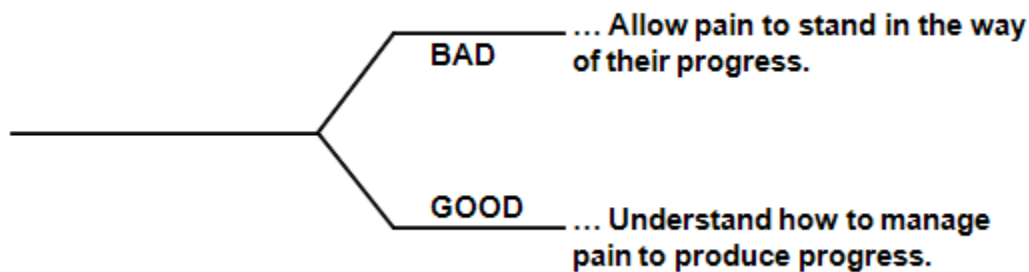 ... Allow pain to stand in the way
BAD
of their progress.
GOOD
... Understand how to manage
pain to produce progress.